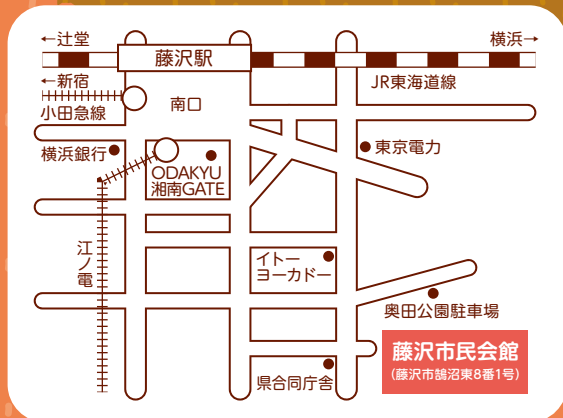 ←辻堂
横浜→
藤沢駅
←新宿
JR東海道線
小田急線
南口
横浜銀行
東京電力
ODAKYU
湘南GATE
江ノ電
イトー
ヨーカドー
奥田公園駐車場
藤沢市民会館
(藤沢市鵠沼東8番1号)
県合同庁舎